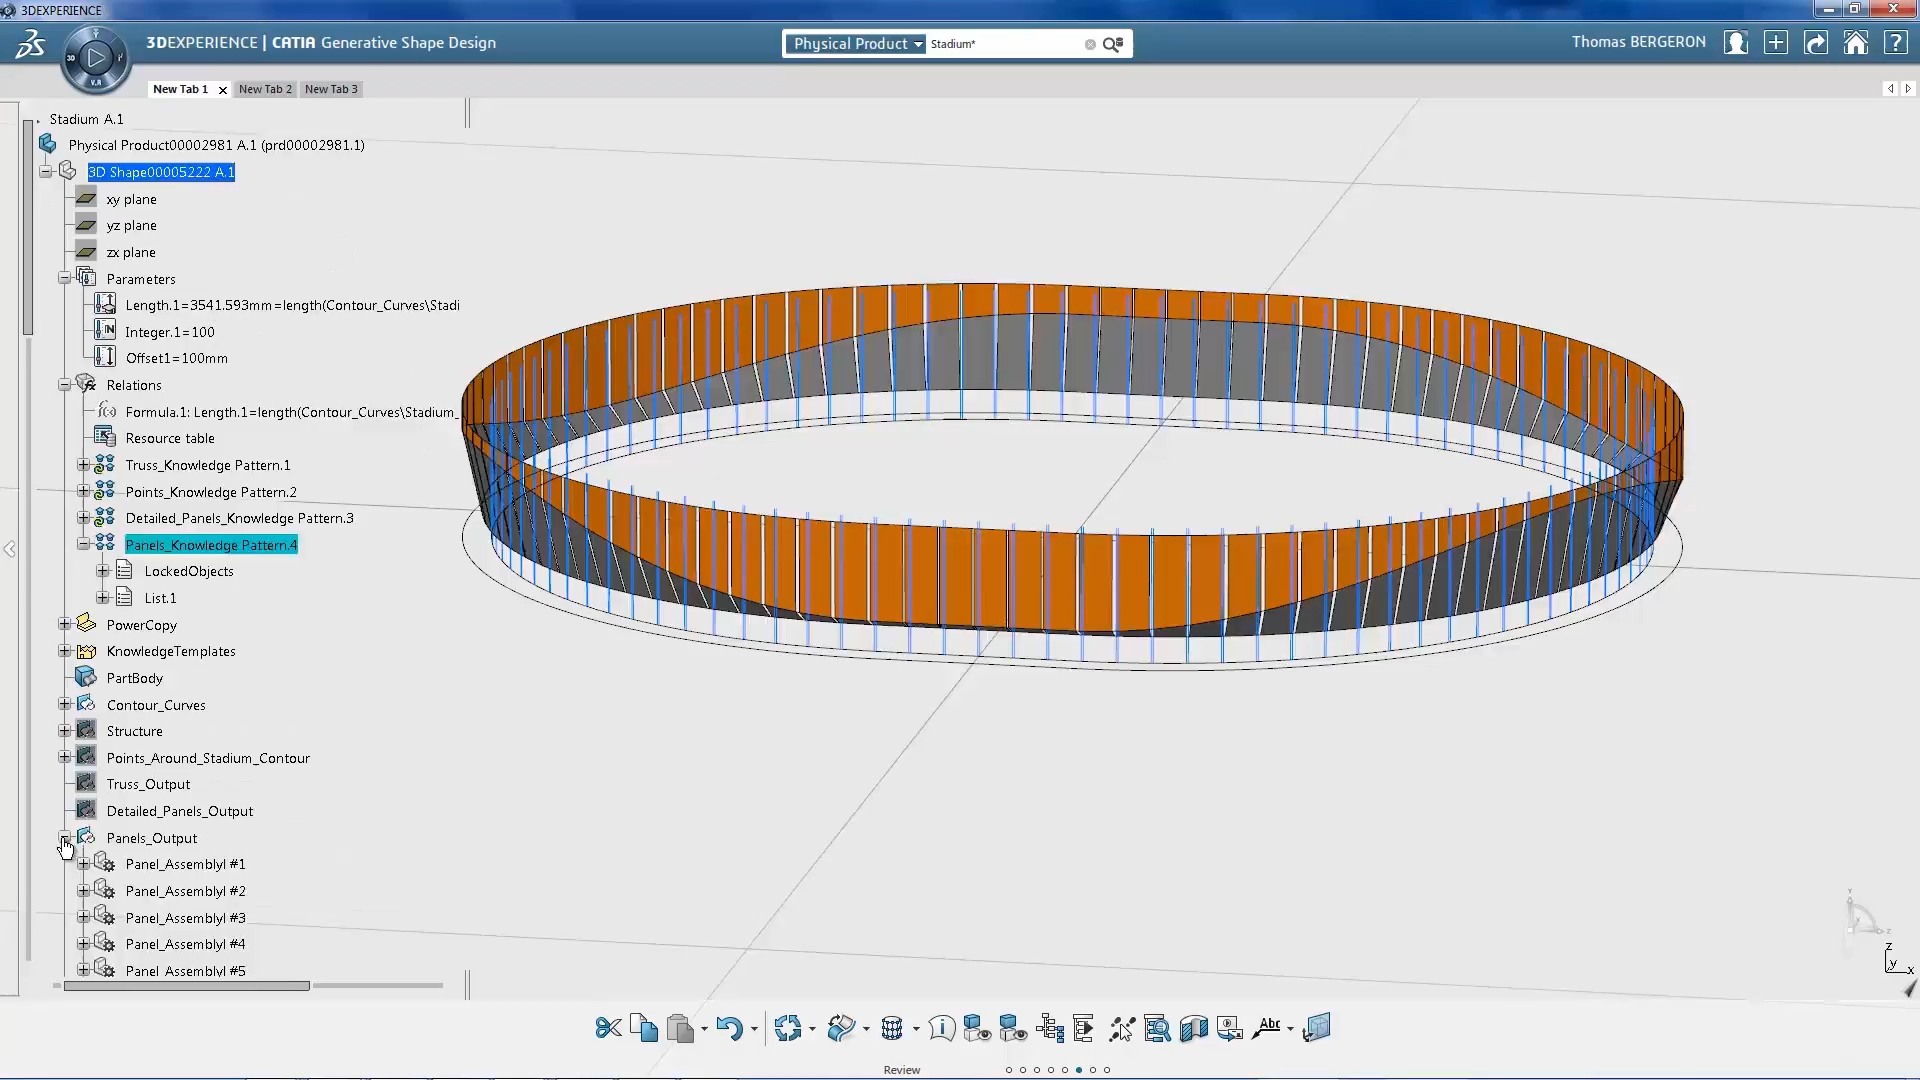 3DEXPERIENCE
3DEXPERIENCE | CATIA Generative Shape Design
Physical Product
Stadium*
Thomas BERGERON
3D
i²
V.R
New Tab 1
New Tab 2
New Tab 3
Stadium A.1
Physical Product00002981 A.1 (prd00002981.1)
3D Shape00005222 A.1
xy plane
yz plane
zx plane
Parameters
Length.1=3541.593mm=length(Contour_Curves\Stadi
Integer.1=100
Offset1=100mm
Relations
Formula.1: Length.1=length(Contour_Curves\Stadium_
Resource table
Truss_Knowledge Pattern.1
Points_Knowledge Pattern.2
Detailed_Panels_Knowledge Pattern.3
Panels_Knowledge Pattern.4
LockedObjects
List.1
PowerCopy
KnowledgeTemplates
PartBody
Contour_Curves
Structure
Points_Around_Stadium_Contour
Truss_Output
Detailed_Panels_Output
Panels_Output
Panel_Assemblyl #1
Panel_Assemblyl #2
Panel_Assemblyl #3
Panel_Assemblyl #4
Panel_Assemblyl #5
z
y
x
Abc
Review